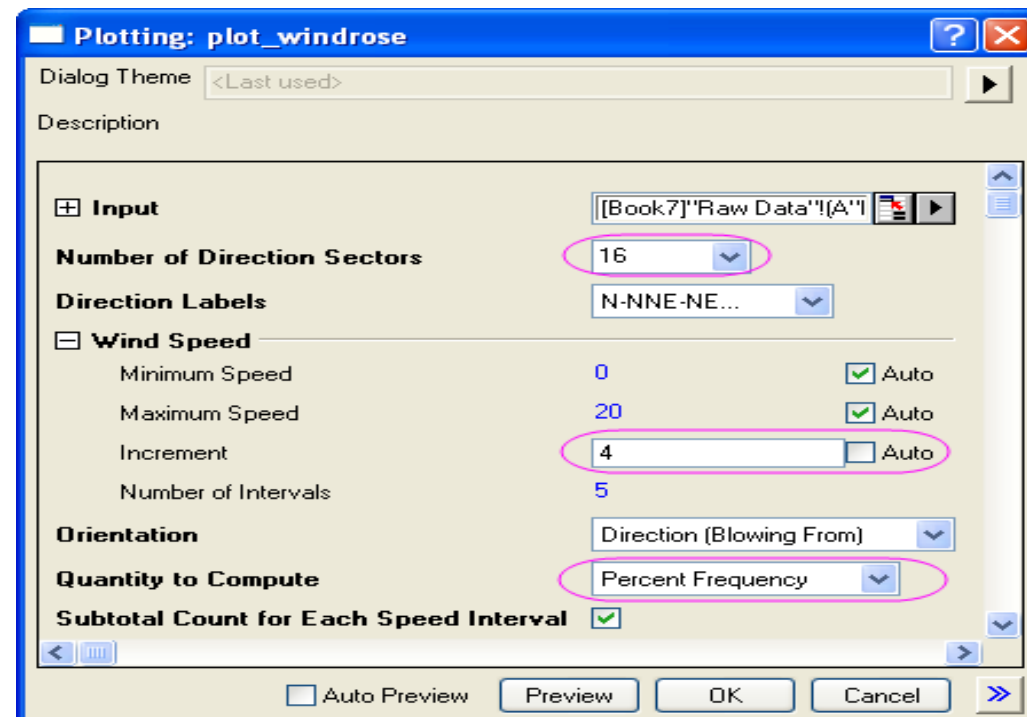 Plotting: plot_windrose
Dialog Theme <Last used>
Description
Input [Book7]"Raw Data"!(A"I
Number of Direction Sectors 16
Direction Labels N-NNE-NE...
Wind Speed
Minimum Speed 0 Auto
Maximum Speed 20 Auto
Increment 4 Auto
Number of Intervals 5
Orientation Direction (Blowing From)
Quantity to Compute Percent Frequency
Subtotal Count for Each Speed Interval
Auto Preview Preview OK Cancel